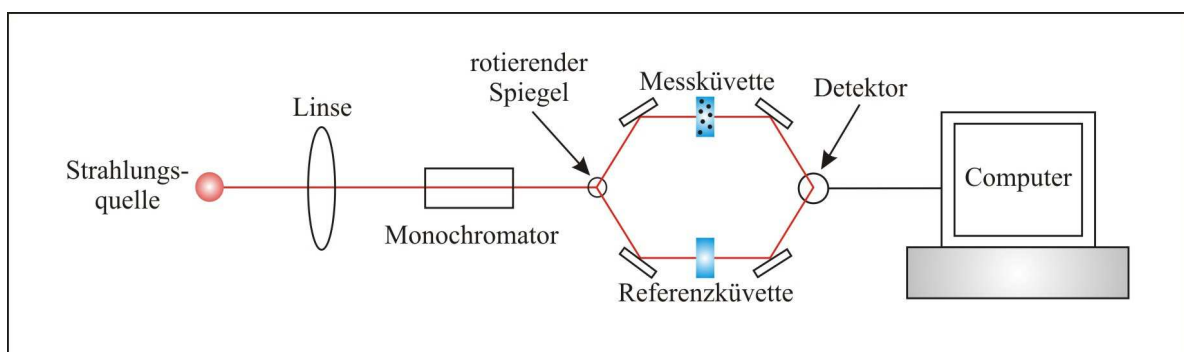 Strahlungs-
quelle
Linse
Monochromator
rotierender
Spiegel
Messküvette
Referenzküvette
Detektor
Computer